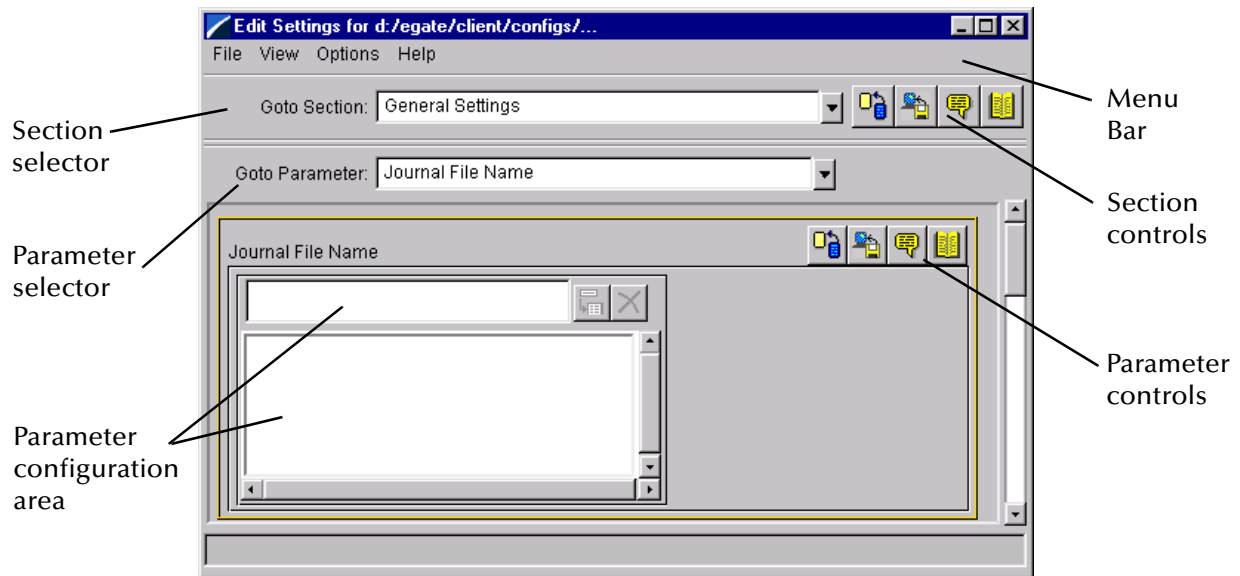 Edit Settings for d:/egate/client/configs/...
File View Options Help
Menu
Bar
Goto Section: General Settings
Section
selector
Goto Parameter: Journal File Name
Section
controls
Parameter
selector
Journal File Name
Parameter
controls
Parameter
configuration
area